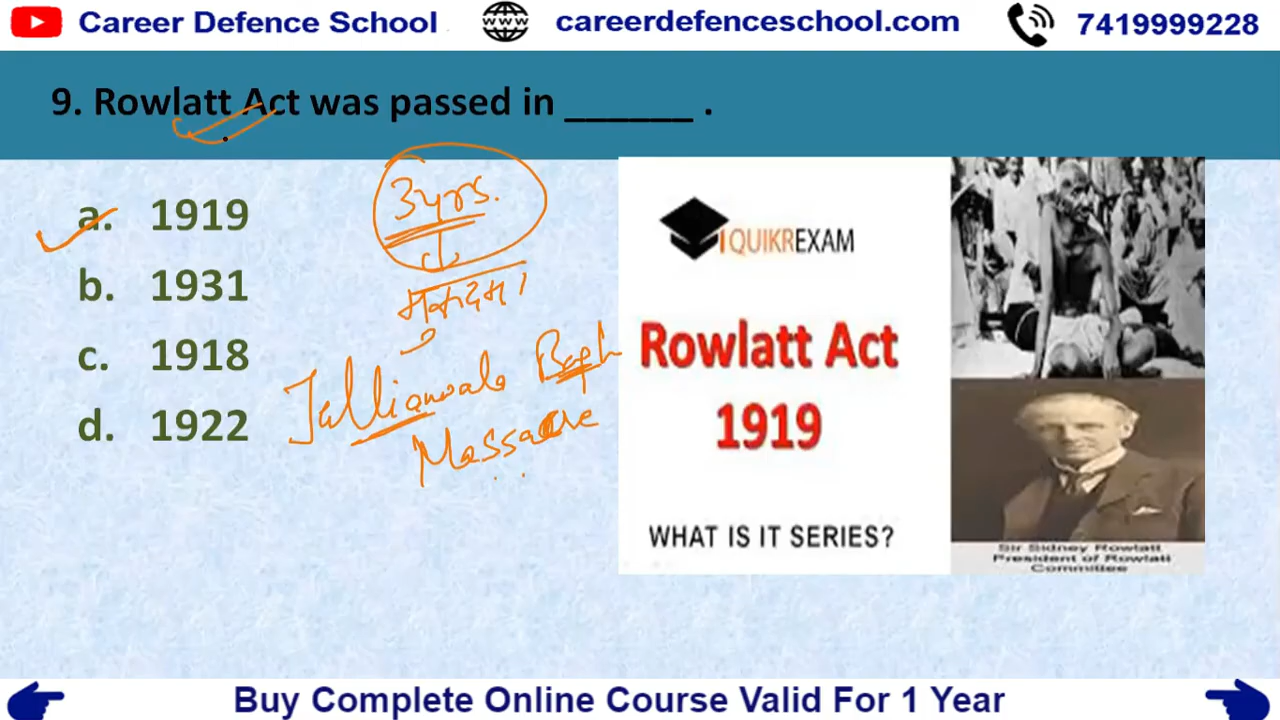 Career Defence School
careerdefenceschool.com
7419999228
9. Rowlatt Act was passed in ______ .
a. 1919
b. 1931
c. 1918
d. 1922
3yrs.
Jallianwala Bagh
Massacre
QUIKREXAM
Rowlatt Act
1919
WHAT IS IT SERIES?
Sir Sidney Rowlatt
President of Rowlatt
Committee
Buy Complete Online Course Valid For 1 Year